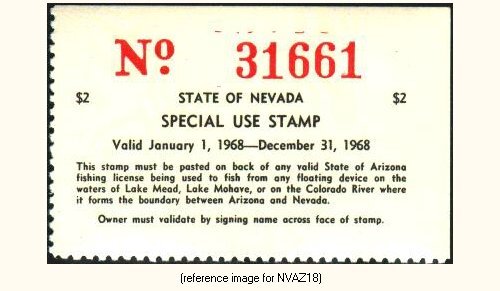 Nº 31661
$2 STATE OF NEVADA $2
SPECIAL USE STAMP
Valid January 1, 1968—December 31, 1968
This stamp must be pasted on back of any valid State of Arizona
fishing license being used to fish from any floating device on the
waters of Lake Mead, Lake Mohave, or on the Colorado River where
it forms the boundary between Arizona and Nevada.
Owner must validate by signing name across face of stamp.
(reference image for NVAZ18)